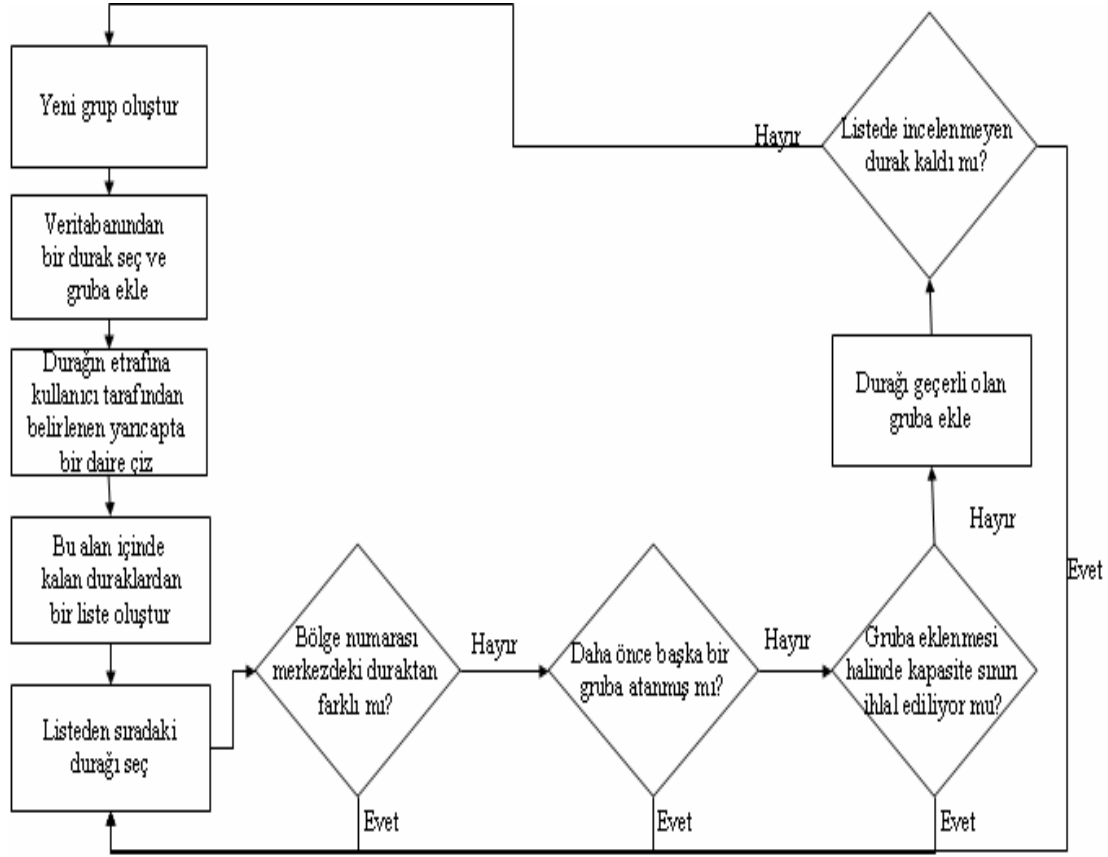 Yeni grup oluştur
Veritabanından
bir durak seç ve
gruba ekle
Durağın etrafına
kullanıcı tarafından
belirlenen yarıcapta
bir daire çiz
Bu alan içinde
kalan duraklardan
bir liste oluştur
Listeden sıradaki
durağı seç
Bölge numarası
merkezdeki duraktan
farklı mı?
Evet
Hayır
Daha önce başka bir
gruba atanmış mı?
Evet
Hayır
Gruba eklenmesi
halinde kapasite sınırı
ihlal ediliyor mu?
Evet
Hayır
Durağı geçerli olan
gruba ekle
Listede incelenmeyen
durak kaldı mı?
Hayır
Evet